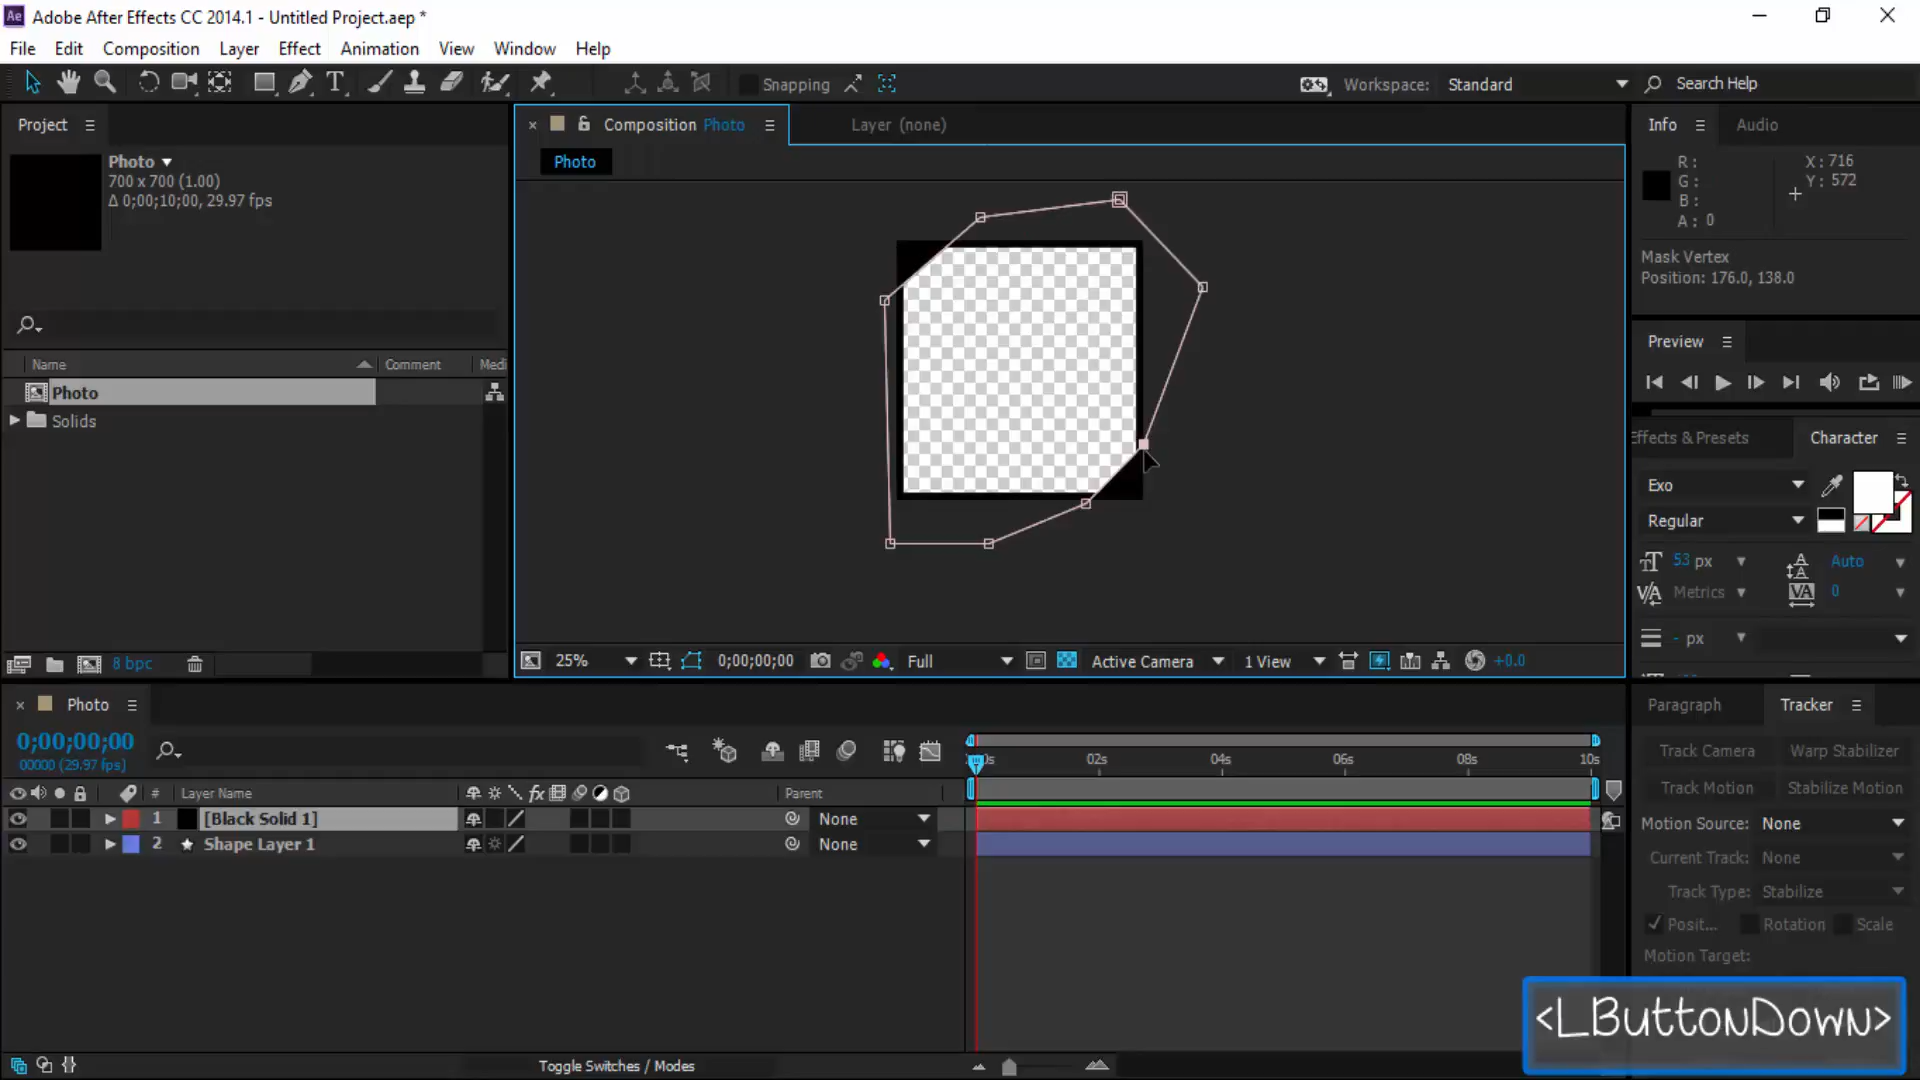 Adobe After Effects CC 2014.1 - Untitled Project.aep *
File Edit Composition Layer Effect Animation View Window Help
Snapping
Workspace: Standard
Search Help
Project
Photo
700 x 700 (1.00)
Δ 0;00;10;00, 29.97 fps
Name Comment Medi
Photo
Solids
8 bpc
Composition Photo
Layer (none)
Photo
25%
0;00;00;00
Full
Active Camera
1 View
+0.0
Info Audio
R:
G:
B:
A: 0
X: 716
Y: 572
Mask Vertex
Position: 176.0, 138.0
Preview
Effects & Presets Character
Exo
Regular
53 px
Auto
Metrics
0
- px
Photo
0;00;00;00
00000 (29.97 fps)
02s 04s 06s 08s 10s
# Layer Name
Parent
1 [Black Solid 1] None
2 Shape Layer 1 None
Toggle Switches / Modes
Paragraph Tracker
Track Camera Warp Stabilizer
Track Motion Stabilize Motion
Motion Source: None
Current Track: None
Track Type: Stabilize
Posit... Rotation Scale
Motion Target:
<LButtonDown>